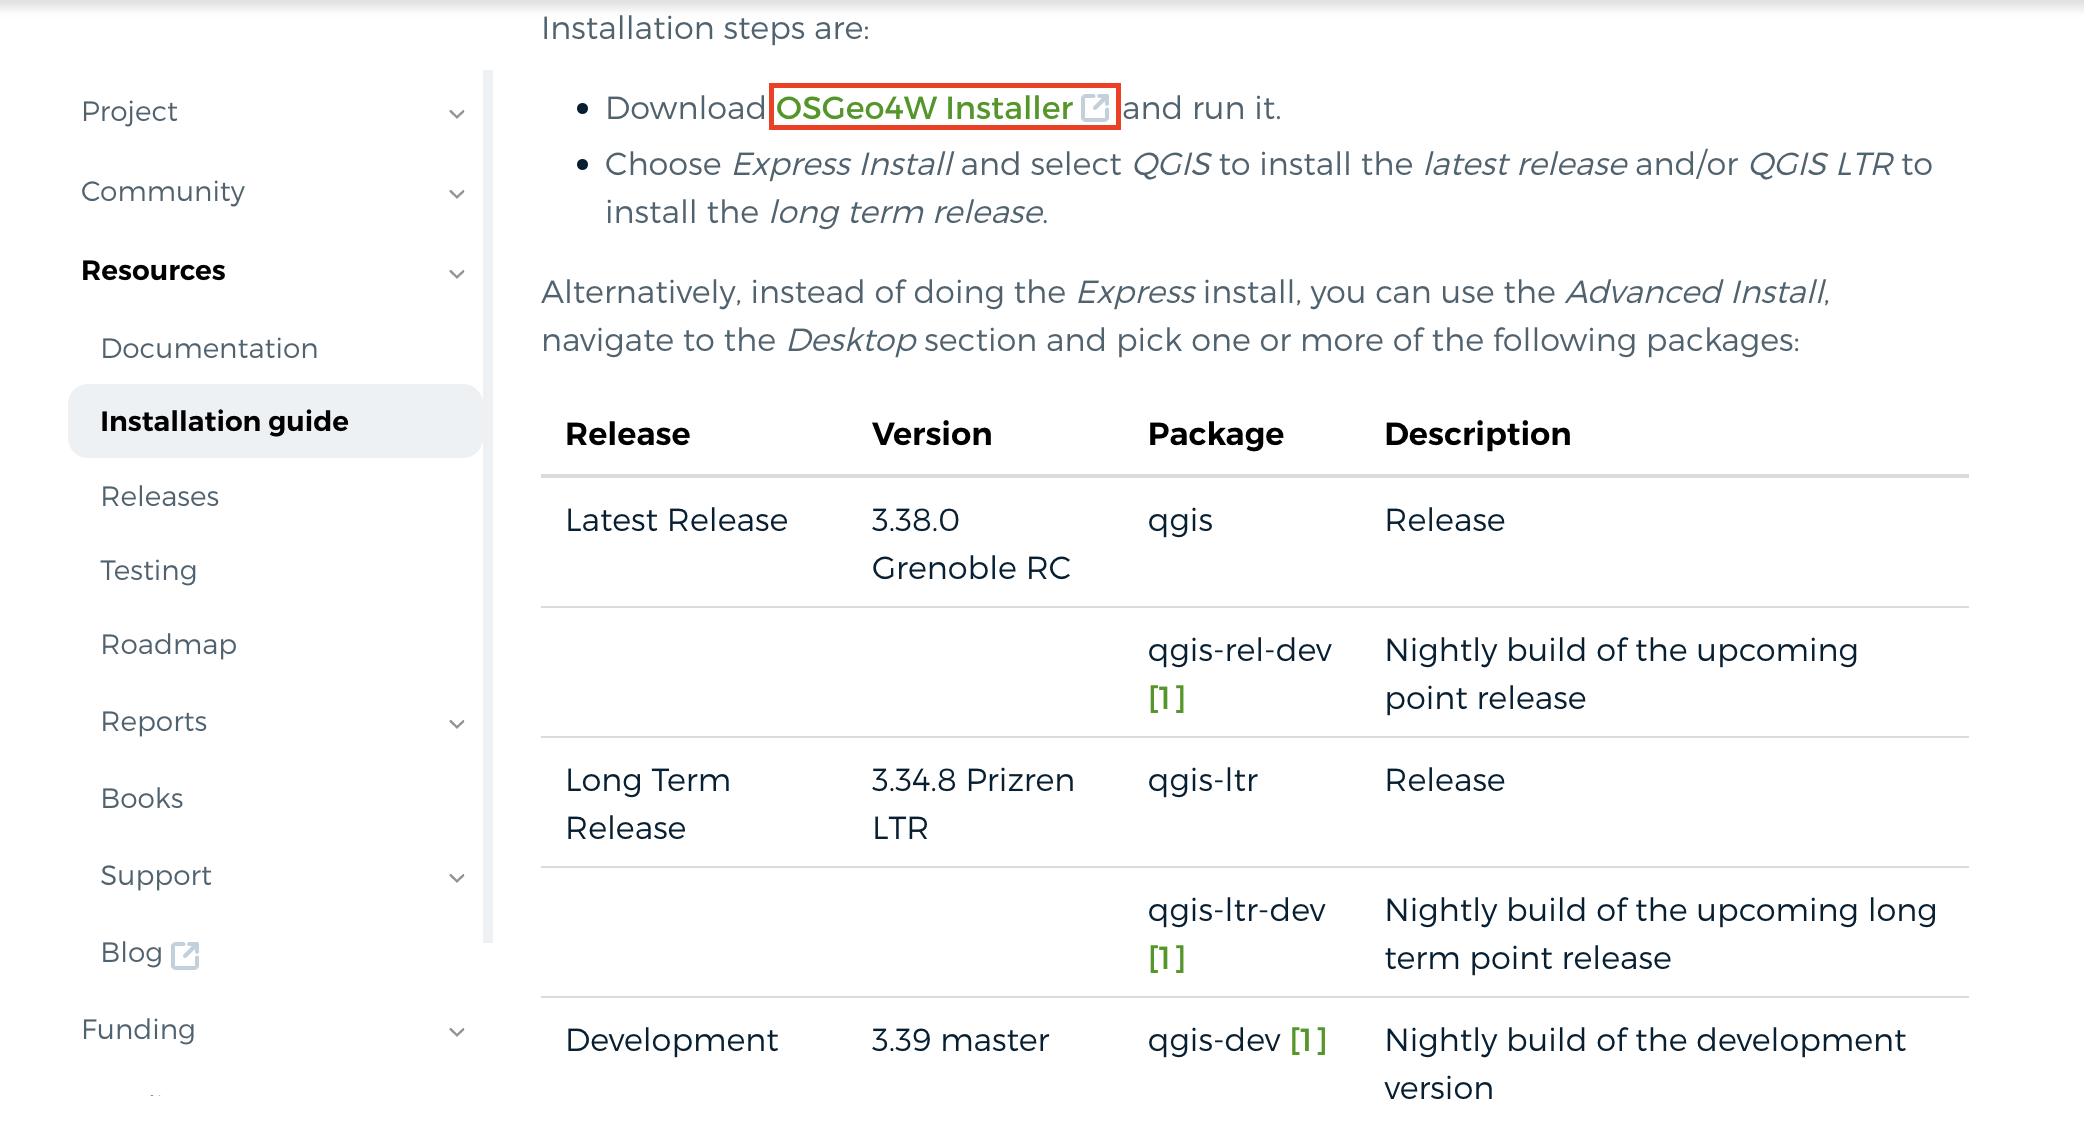 Installation steps are:
Project
Community
Resources
Documentation
Installation guide
Releases
Testing
Roadmap
Reports
Books
Support
Blog
Funding
• Download OSGeo4W Installer and run it.
• Choose Express Install and select QGIS to install the latest release and/or QGIS LTR to
install the long term release.
Alternatively, instead of doing the Express install, you can use the Advanced Install,
navigate to the Desktop section and pick one or more of the following packages:
Release Version Package Description
Latest Release 3.38.0 qgis Release
Grenoble RC
qgis-rel-dev Nightly build of the upcoming
[1] point release
Long Term 3.34.8 Prizren qgis-ltr Release
Release LTR
qgis-ltr-dev Nightly build of the upcoming long
[1] term point release
Development 3.39 master qgis-dev [1] Nightly build of the development
version